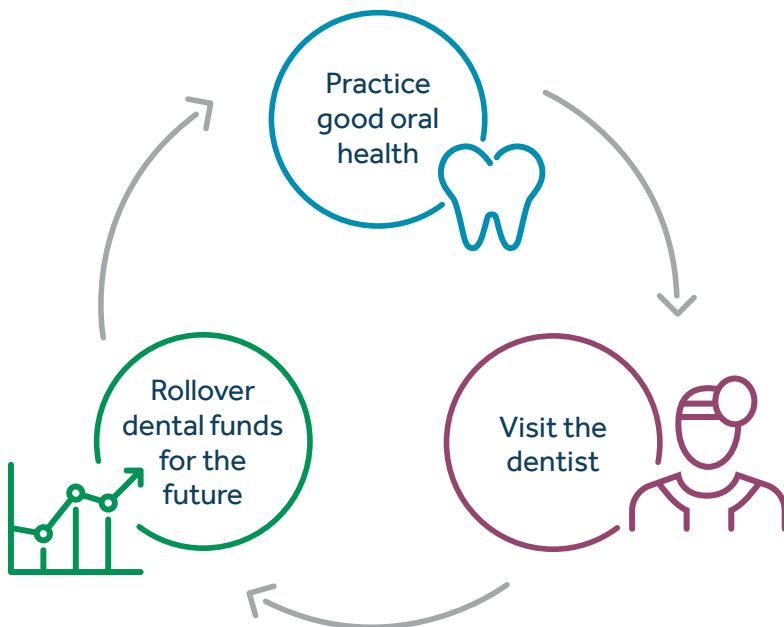 Practice
good oral
health
Visit the
dentist
Rollover
dental funds
for the
future